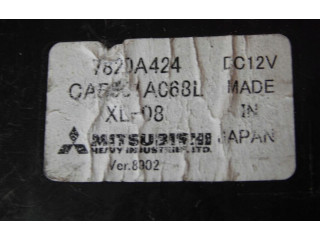 7820A424 DC12V
MADE
XL-08 IN
MITSUBISHI JAPAN
HEAVY INDUSTRIES, LTD.
Ver.8302